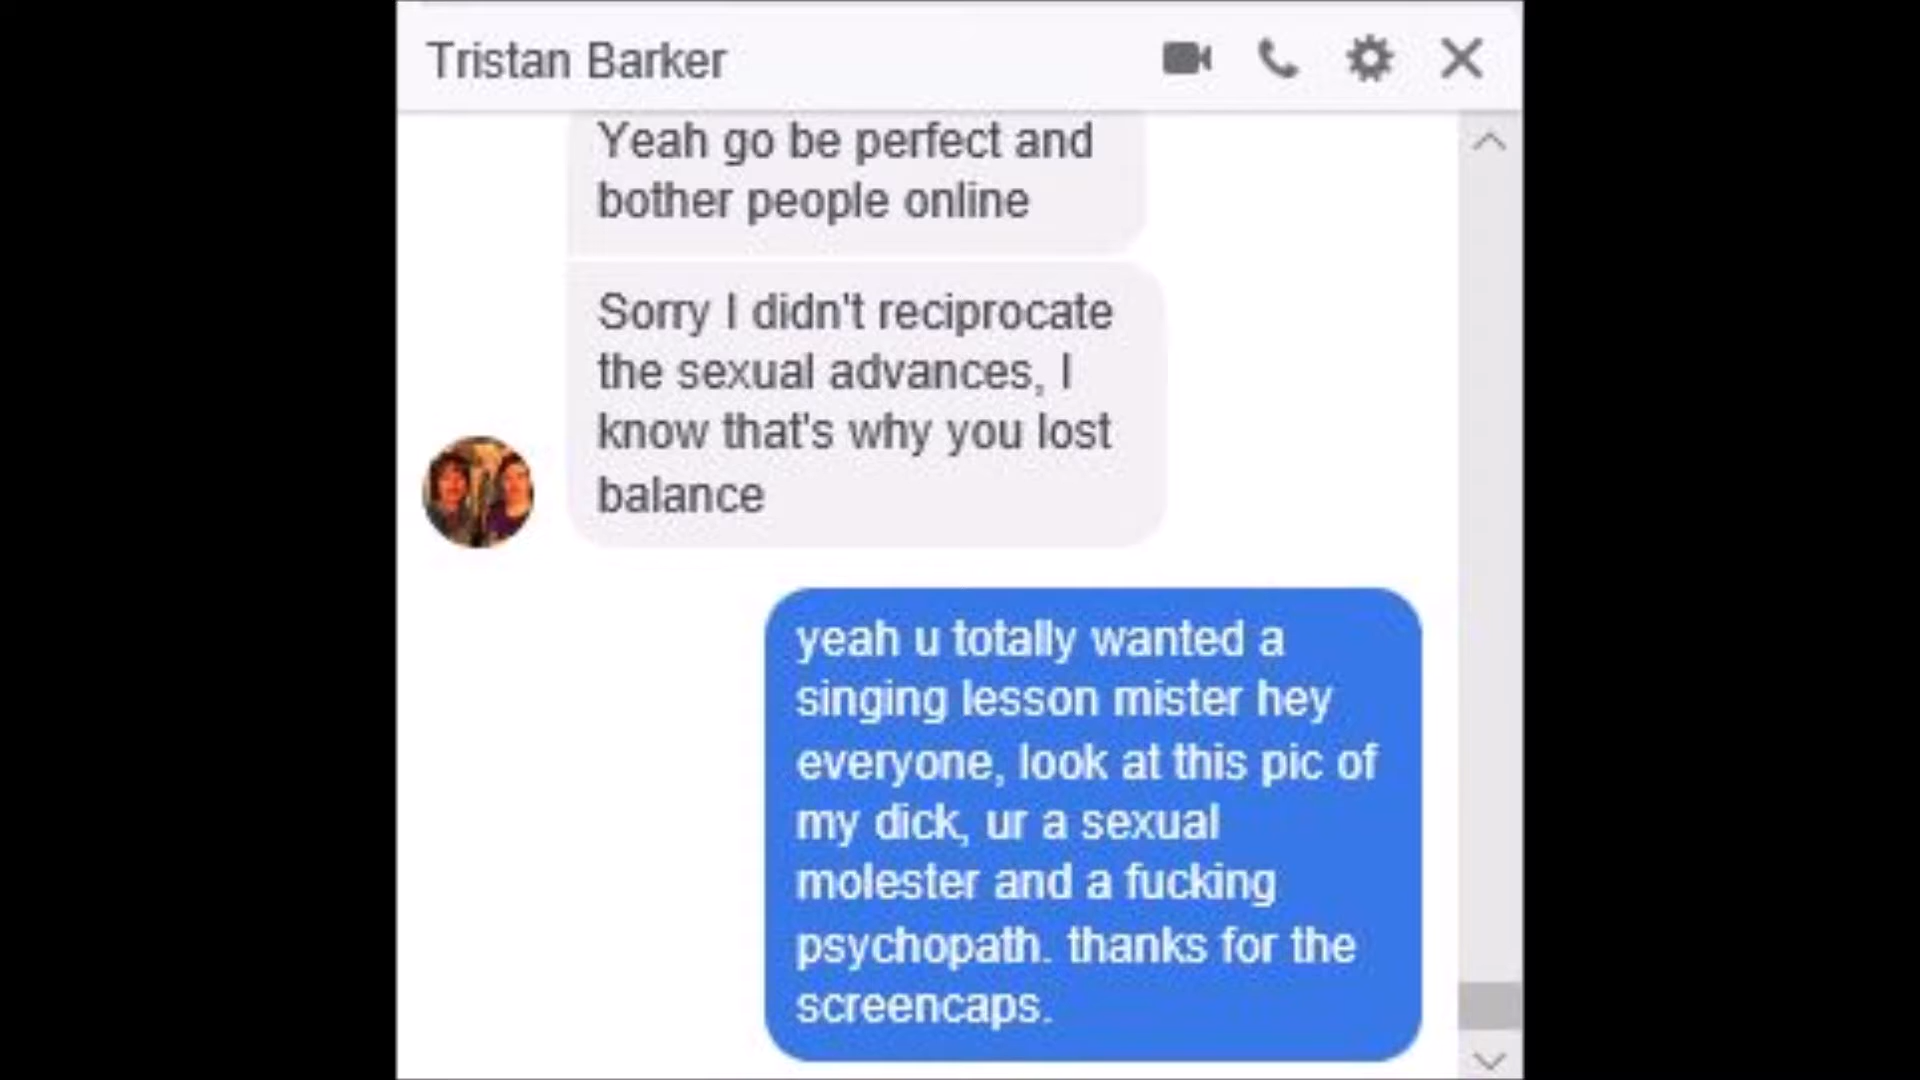 Tristan Barker
Yeah go be perfect and
bother people online
Sorry I didn't reciprocate
the sexual advances, I
know that's why you lost
balance
yeah u totally wanted a
singing lesson mister hey
everyone, look at this pic of
my dick, ur a sexual
molester and a fucking
psychopath. thanks for the
screencaps.